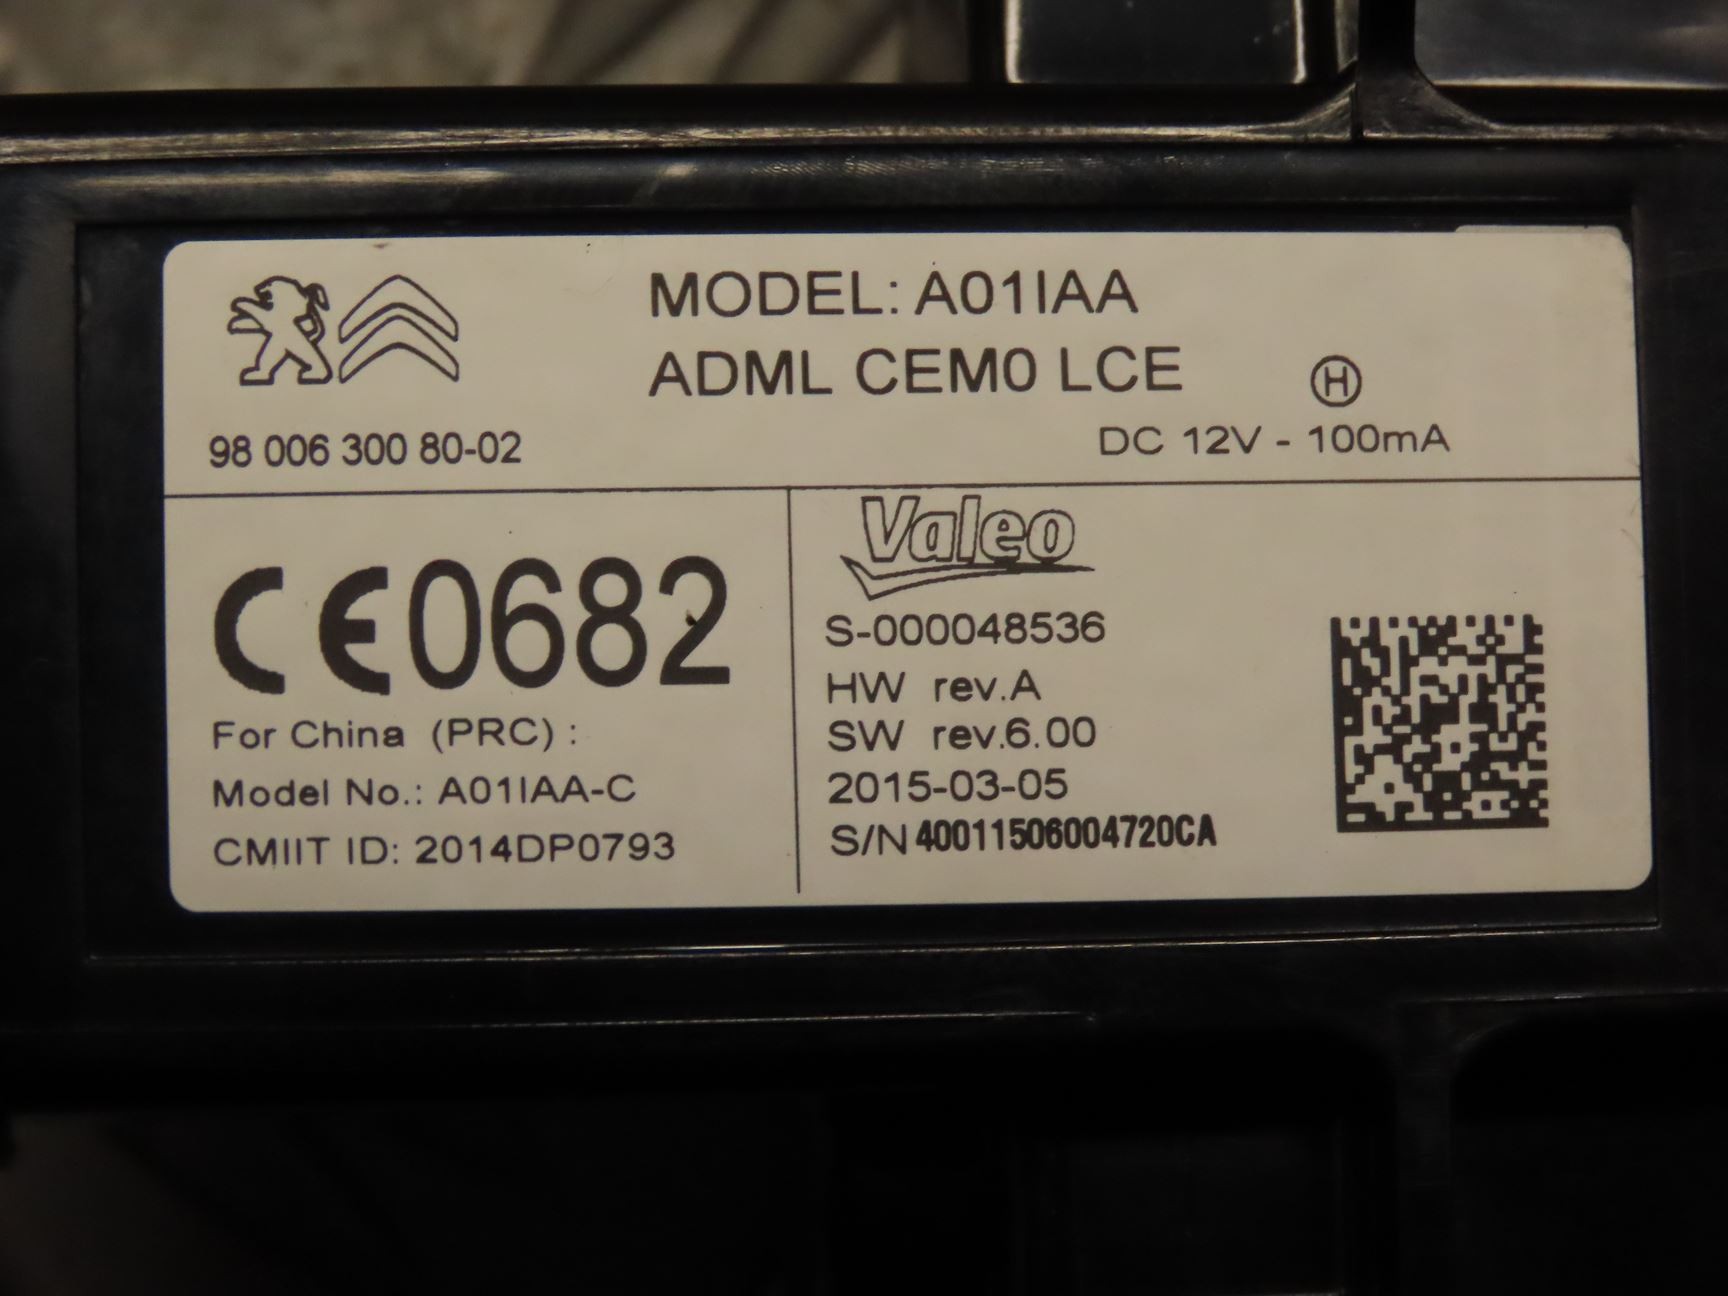 MODEL: A01IAA
ADML CEM0 LCE
H
98 006 300 80-02
DC 12V - 100mA
CE0682
For China (PRC) :
Model No.: A01IAA-C
CMIIT ID: 2014DP0793
Valeo
S-000048536
HW rev.A
SW rev.6.00
2015-03-05
S/N 40011506004720CA